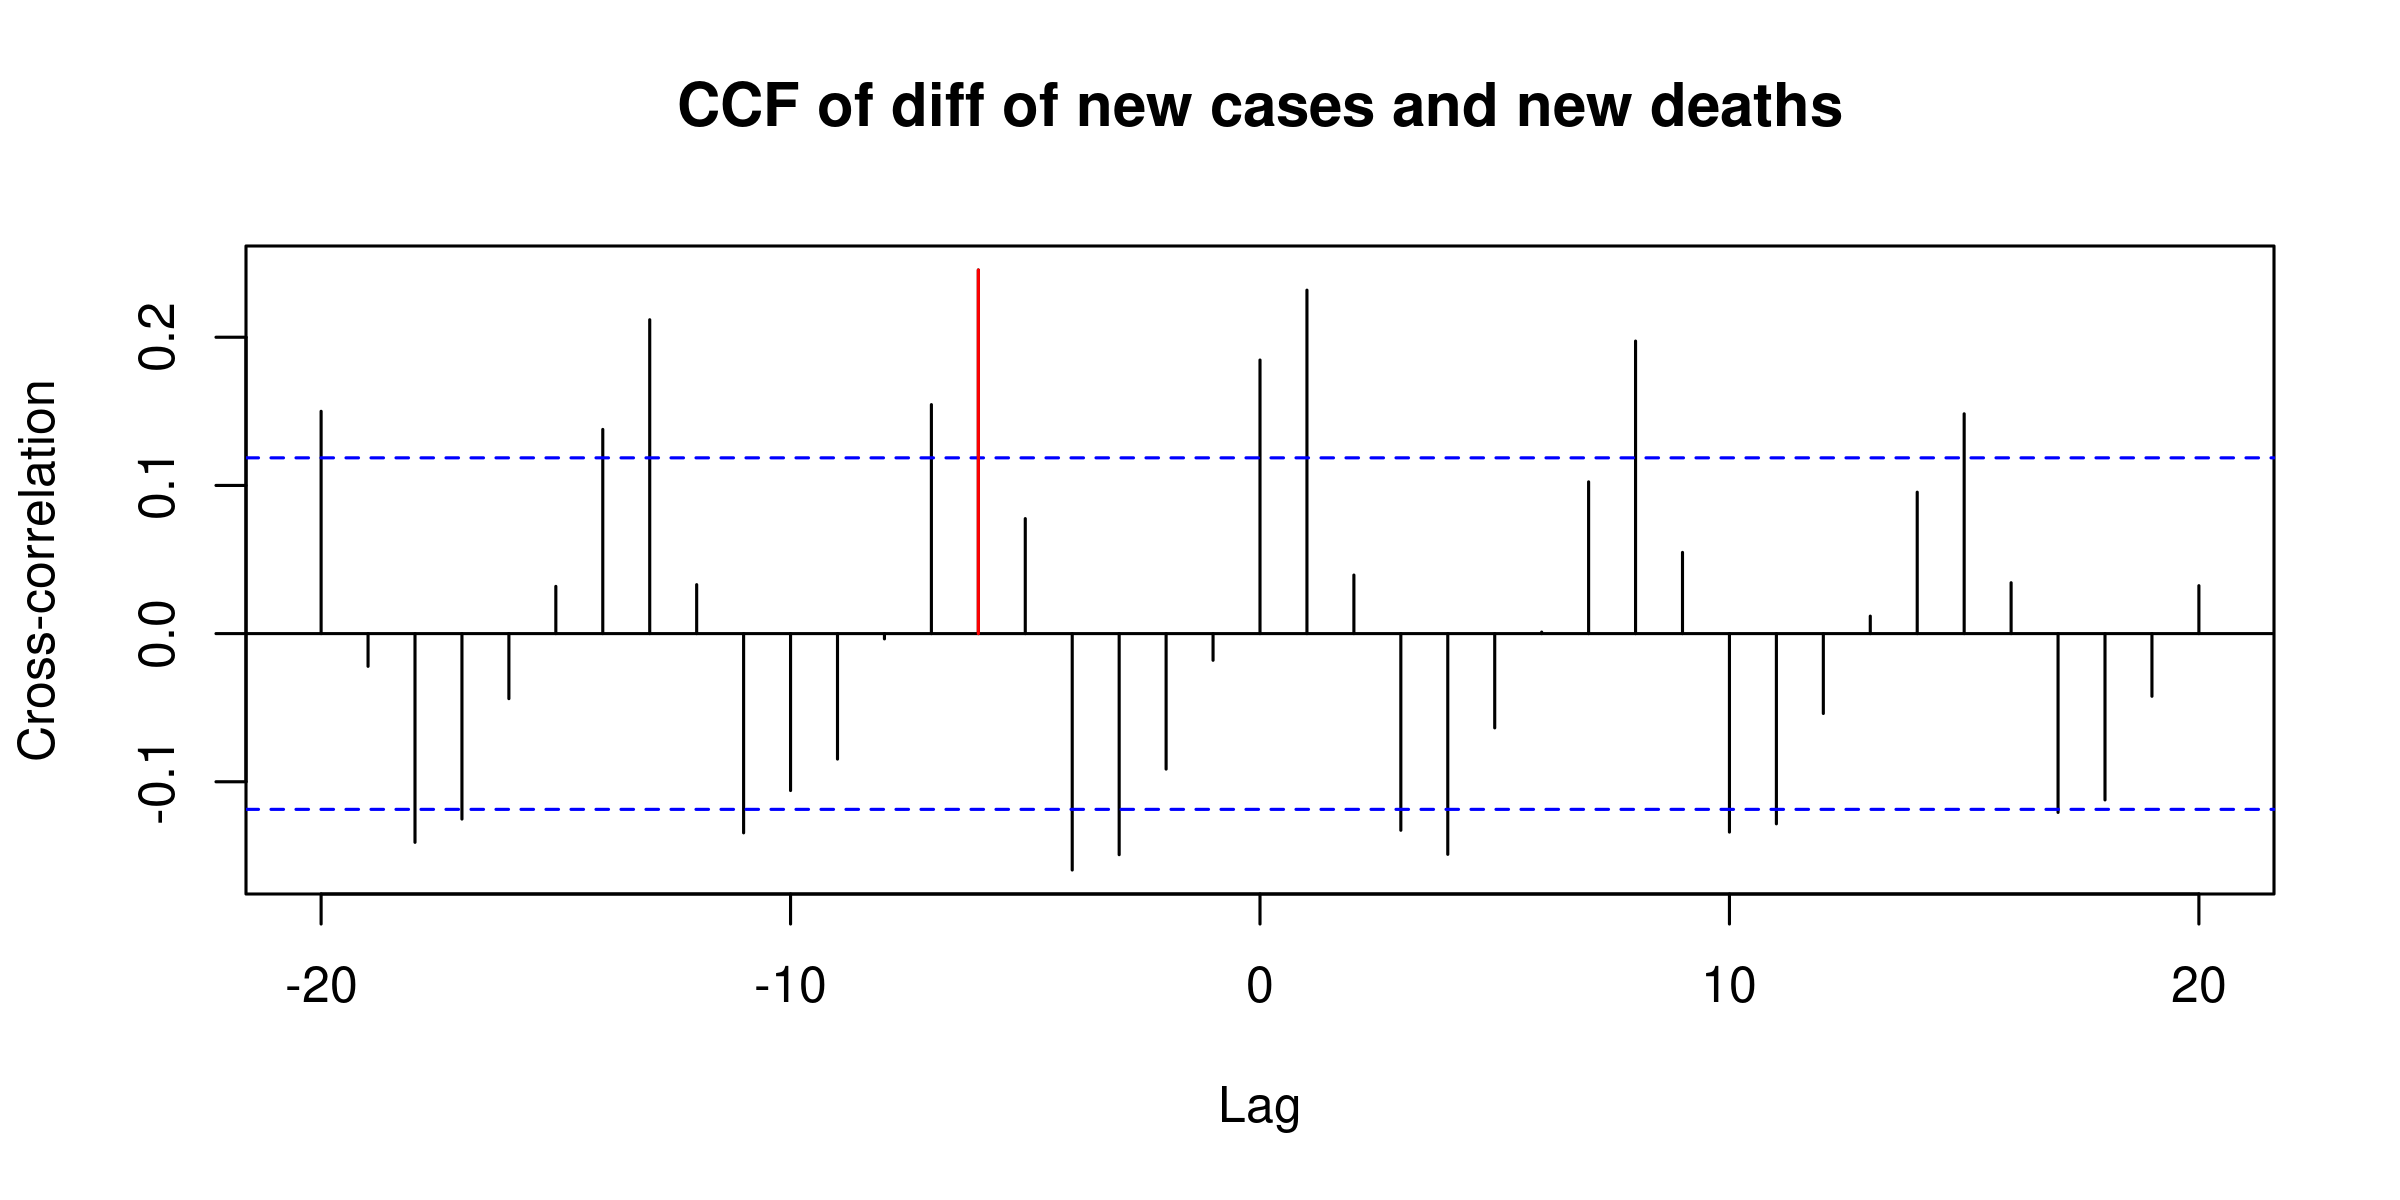 CCF of diff of new cases and new deaths
Cross-correlation
0.2
0.1
0.0
-0.1
-20 -10 0 10 20
Lag